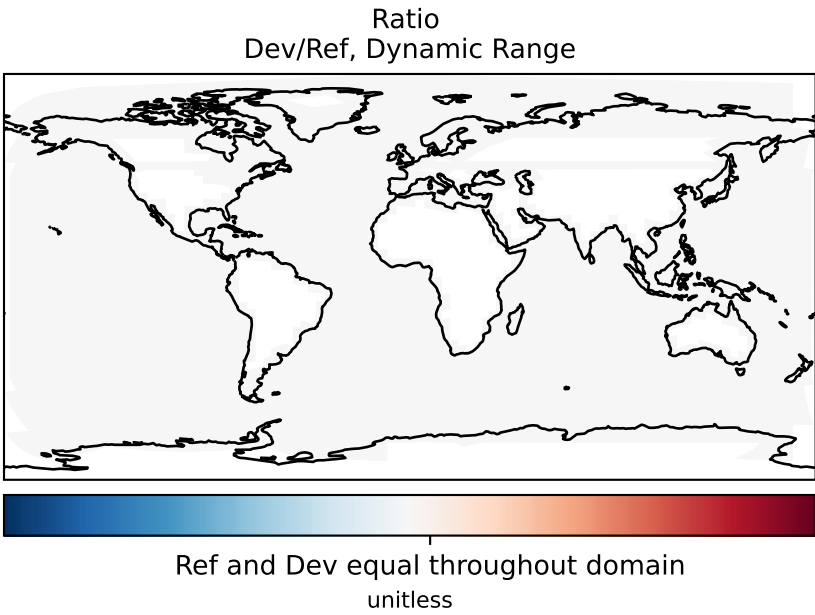 Ratio
Dev/Ref, Dynamic Range
Ref and Dev equal throughout domain
unitless